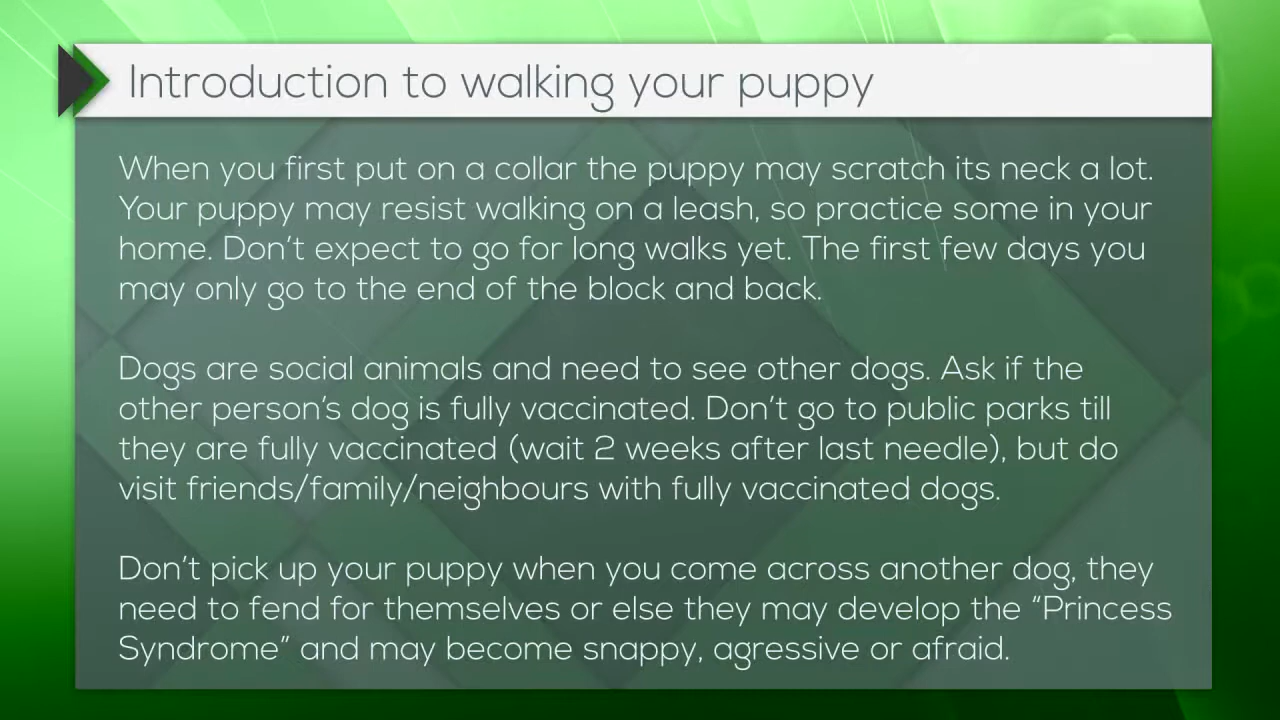 Introduction to walking your puppy
When you first put on a collar the puppy may scratch its neck a lot.
Your puppy may resist walking on a leash, so practice some in your
home. Don't expect to go for long walks yet. The first few days you
may only go to the end of the block and back.
Dogs are social animals and need to see other dogs. Ask if the
other person's dog is fully vaccinated. Don't go to public parks till
they are fully vaccinated (wait 2 weeks after last needle), but do
visit friends/family/neighbours with fully vaccinated dogs.
Don't pick up your puppy when you come across another dog, they
need to fend for themselves or else they may develop the “Princess
Syndrome” and may become snappy, agressive or afraid.